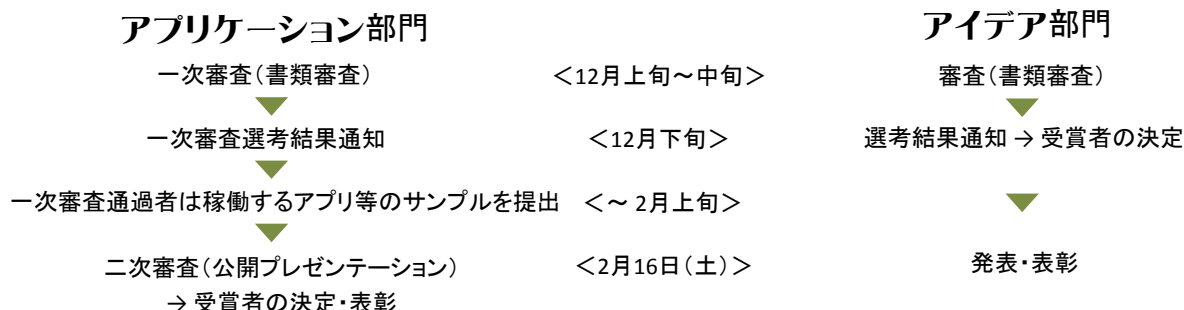 アプリケーション部門
アイデア部門
一次審査（書類審査）
＜12月上旬～中旬＞
審査（書類審査）
一次審査選考結果通知
＜12月下旬＞
選考結果通知 → 受賞者の決定
一次審査通過者は稼働するアプリ等のサンプルを提出
＜～ 2月上旬＞
二次審査（公開プレゼンテーション）
＜2月16日（土）＞
発表・表彰
→ 受賞者の決定・表彰